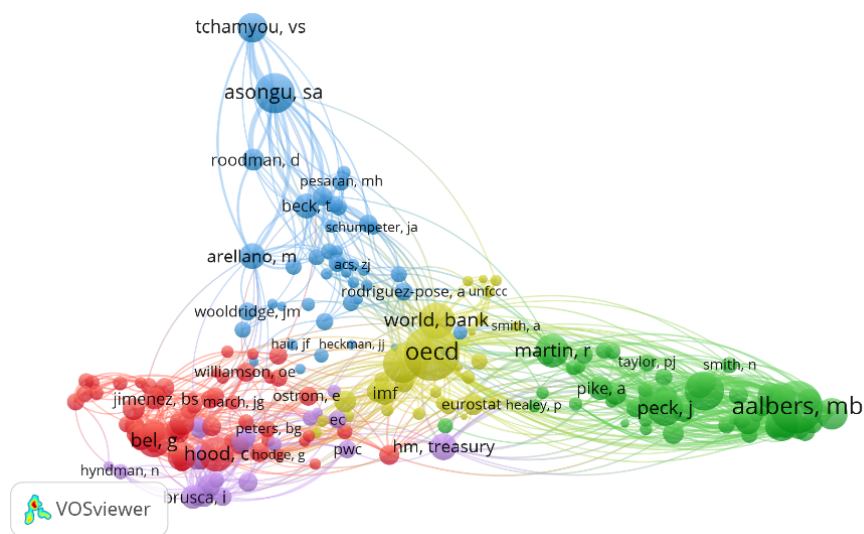 tchamyou, vs
asongu, sa
roodman, d
pesaran, mh
beck, t
schumpeter, ja
arellano, m
acs, zj
rodriguez-pose, a
unfccc
wooldridge, jm
world, bank
smith, a
hair, jf
heckman, jj
oecd
martin, r
williamson, oe
taylor, pj
smith, n
jimenez, bs
march, jg
ostrom, e
imf
pike, a
eurostat
healey, p
peck, j
aalbers, mb
ec
peters, bg
bel, g
hood, c
hodge, g
pwc
hm, treasury
hyndman, n
brusca, i
VOSviewer